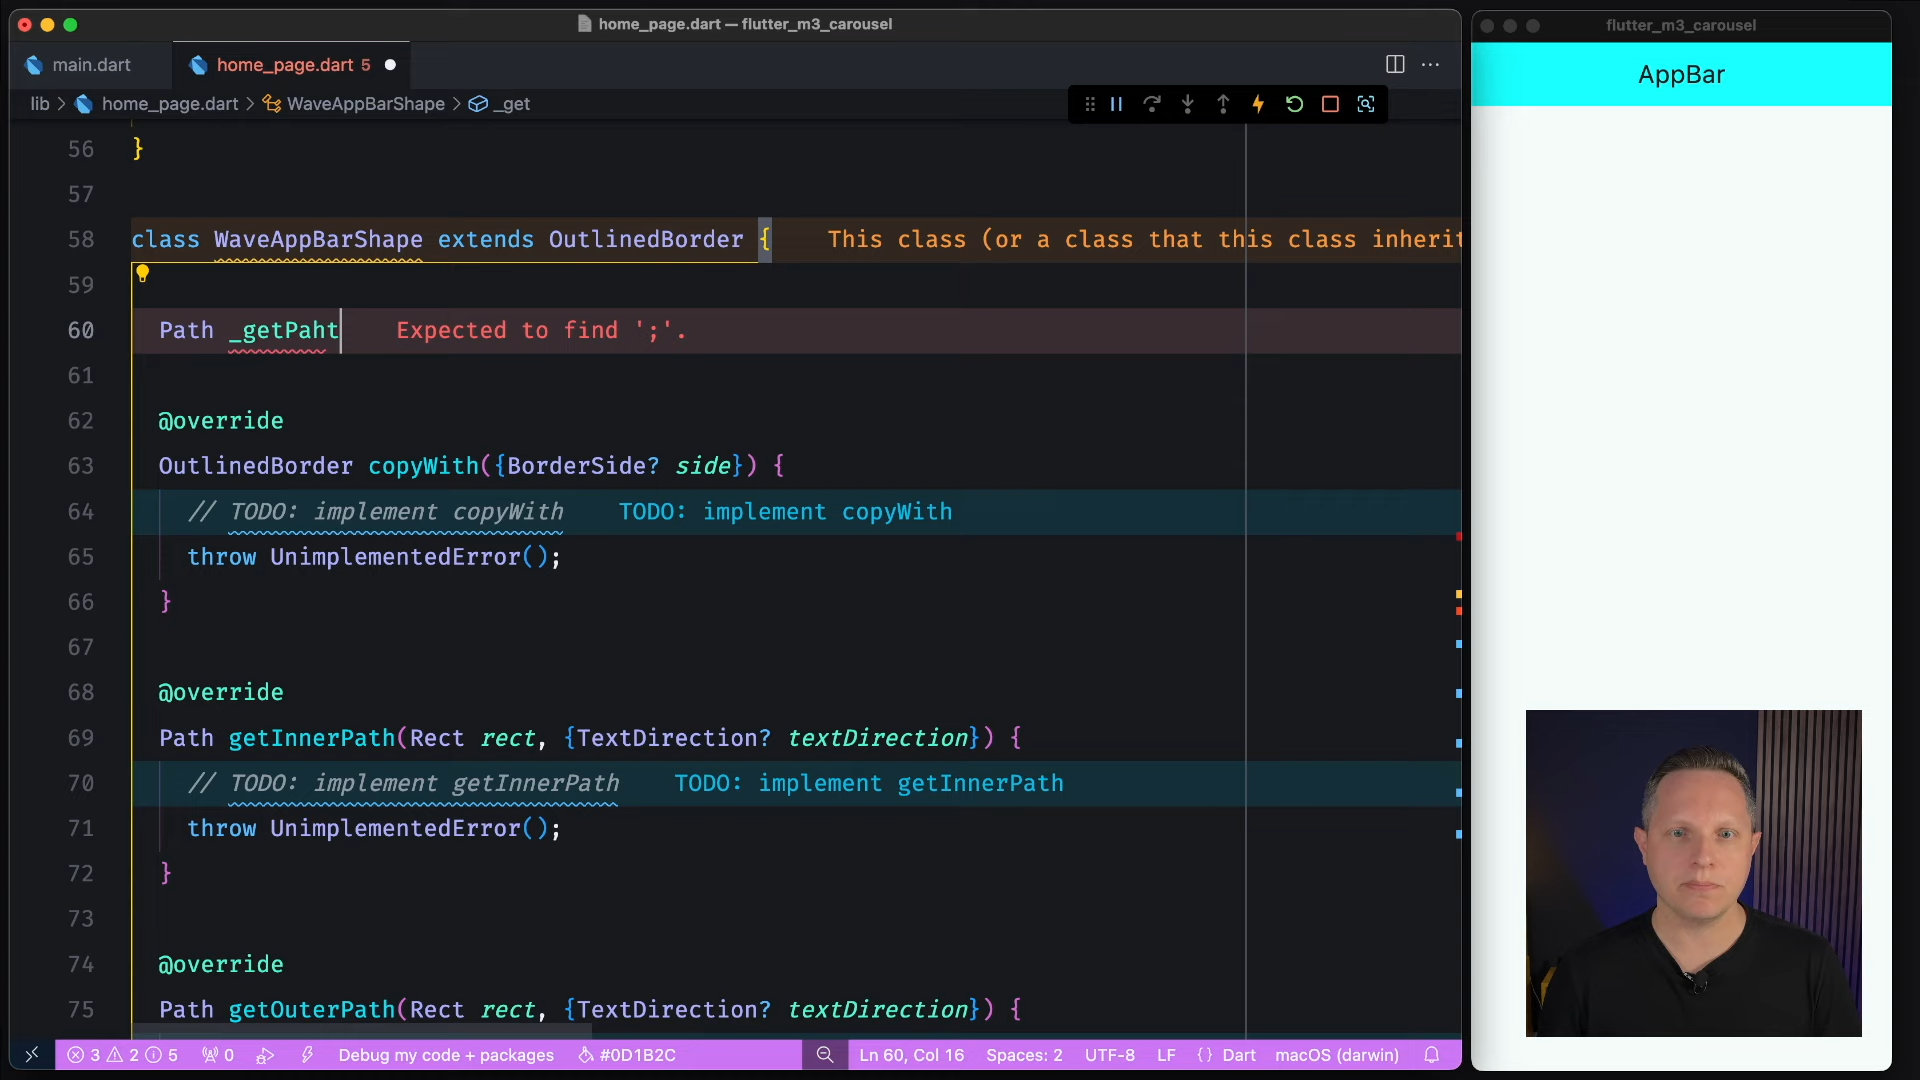 home_page.dart — flutter_m3_carousel
main.dart
home_page.dart 5
lib > home_page.dart > WaveAppBarShape > _get
56 }
57
58 class WaveAppBarShape extends OutlinedBorder { This class (or a class that this class inherit
59
60 Path _getPaht Expected to find ';'.
61
62 @override
63 OutlinedBorder copyWith({BorderSide? side}) {
64 // TODO: implement copyWith TODO: implement copyWith
65 throw UnimplementedError();
66 }
67
68 @override
69 Path getInnerPath(Rect rect, {TextDirection? textDirection}) {
70 // TODO: implement getInnerPath TODO: implement getInnerPath
71 throw UnimplementedError();
72 }
73
74 @override
75 Path getOuterPath(Rect rect, {TextDirection? textDirection}) {
3 2 5 0 Debug my code + packages #0D1B2C Ln 60, Col 16 Spaces: 2 UTF-8 LF {} Dart macOS (darwin)
flutter_m3_carousel
AppBar